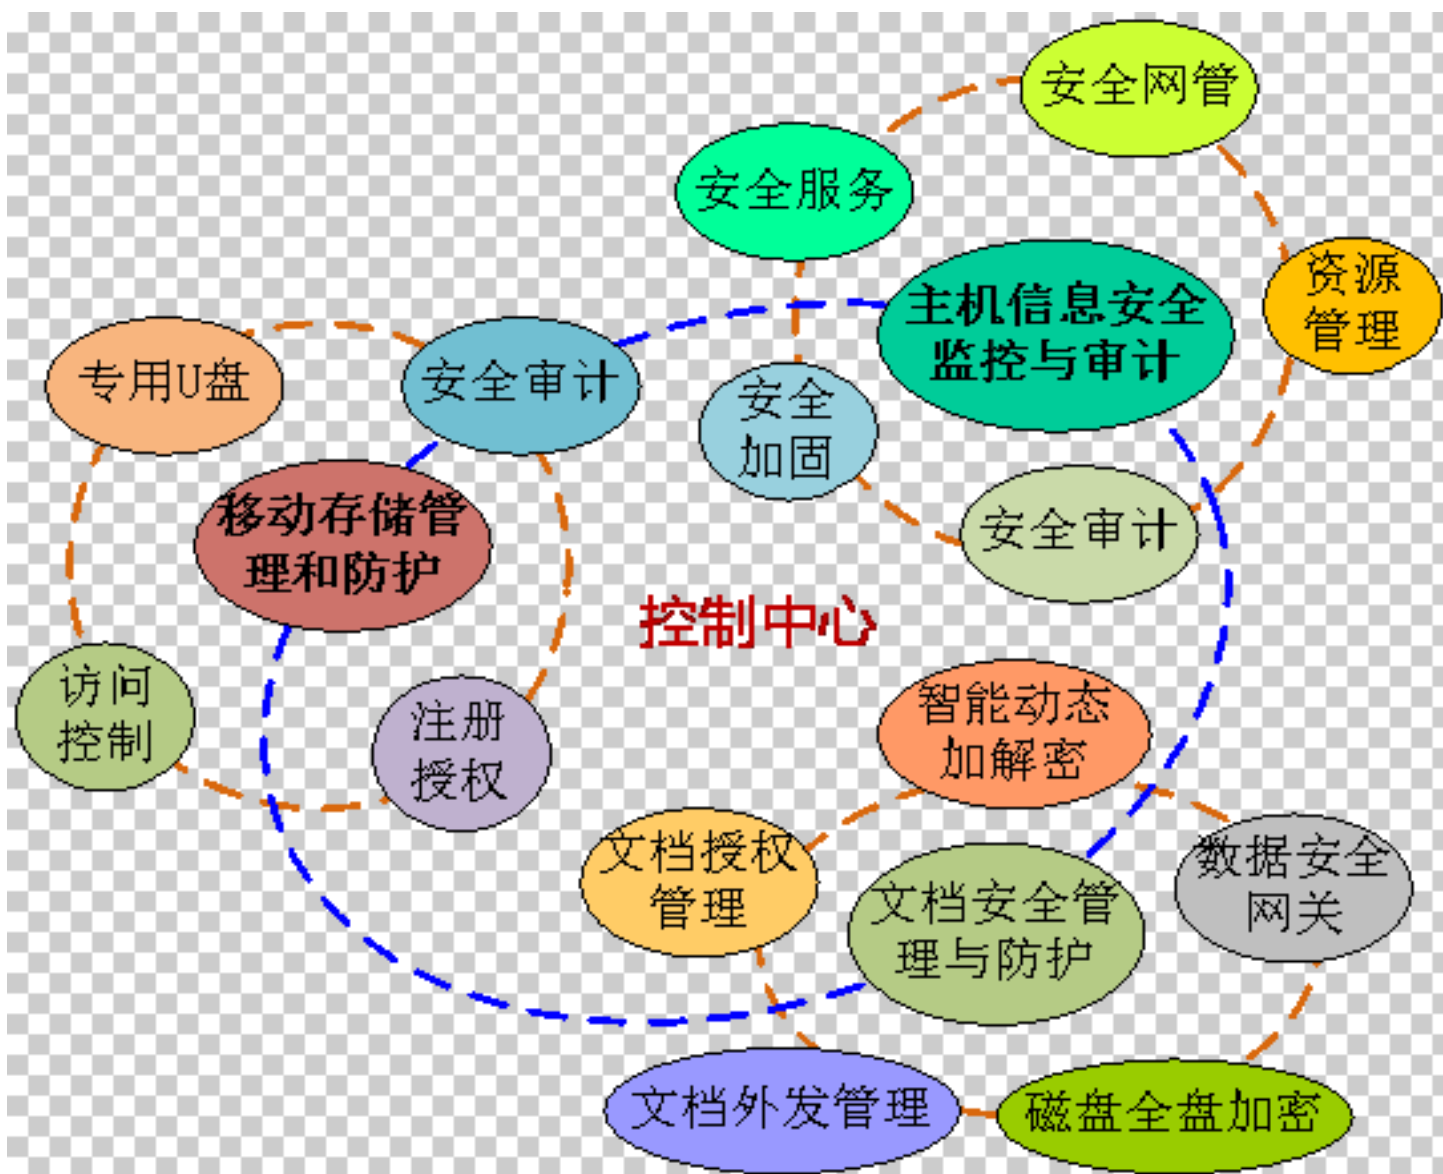 安全网管
安全服务
资源
管理
主机信息安全
监控与审计
专用U盘
安全审计
安全
加固
移动存储管
理和防护
安全审计
控制中心
访问
控制
注册
授权
智能动态
加解密
文档授权
管理
文档安全管
理与防护
数据安全
网关
文档外发管理
磁盘全盘加密